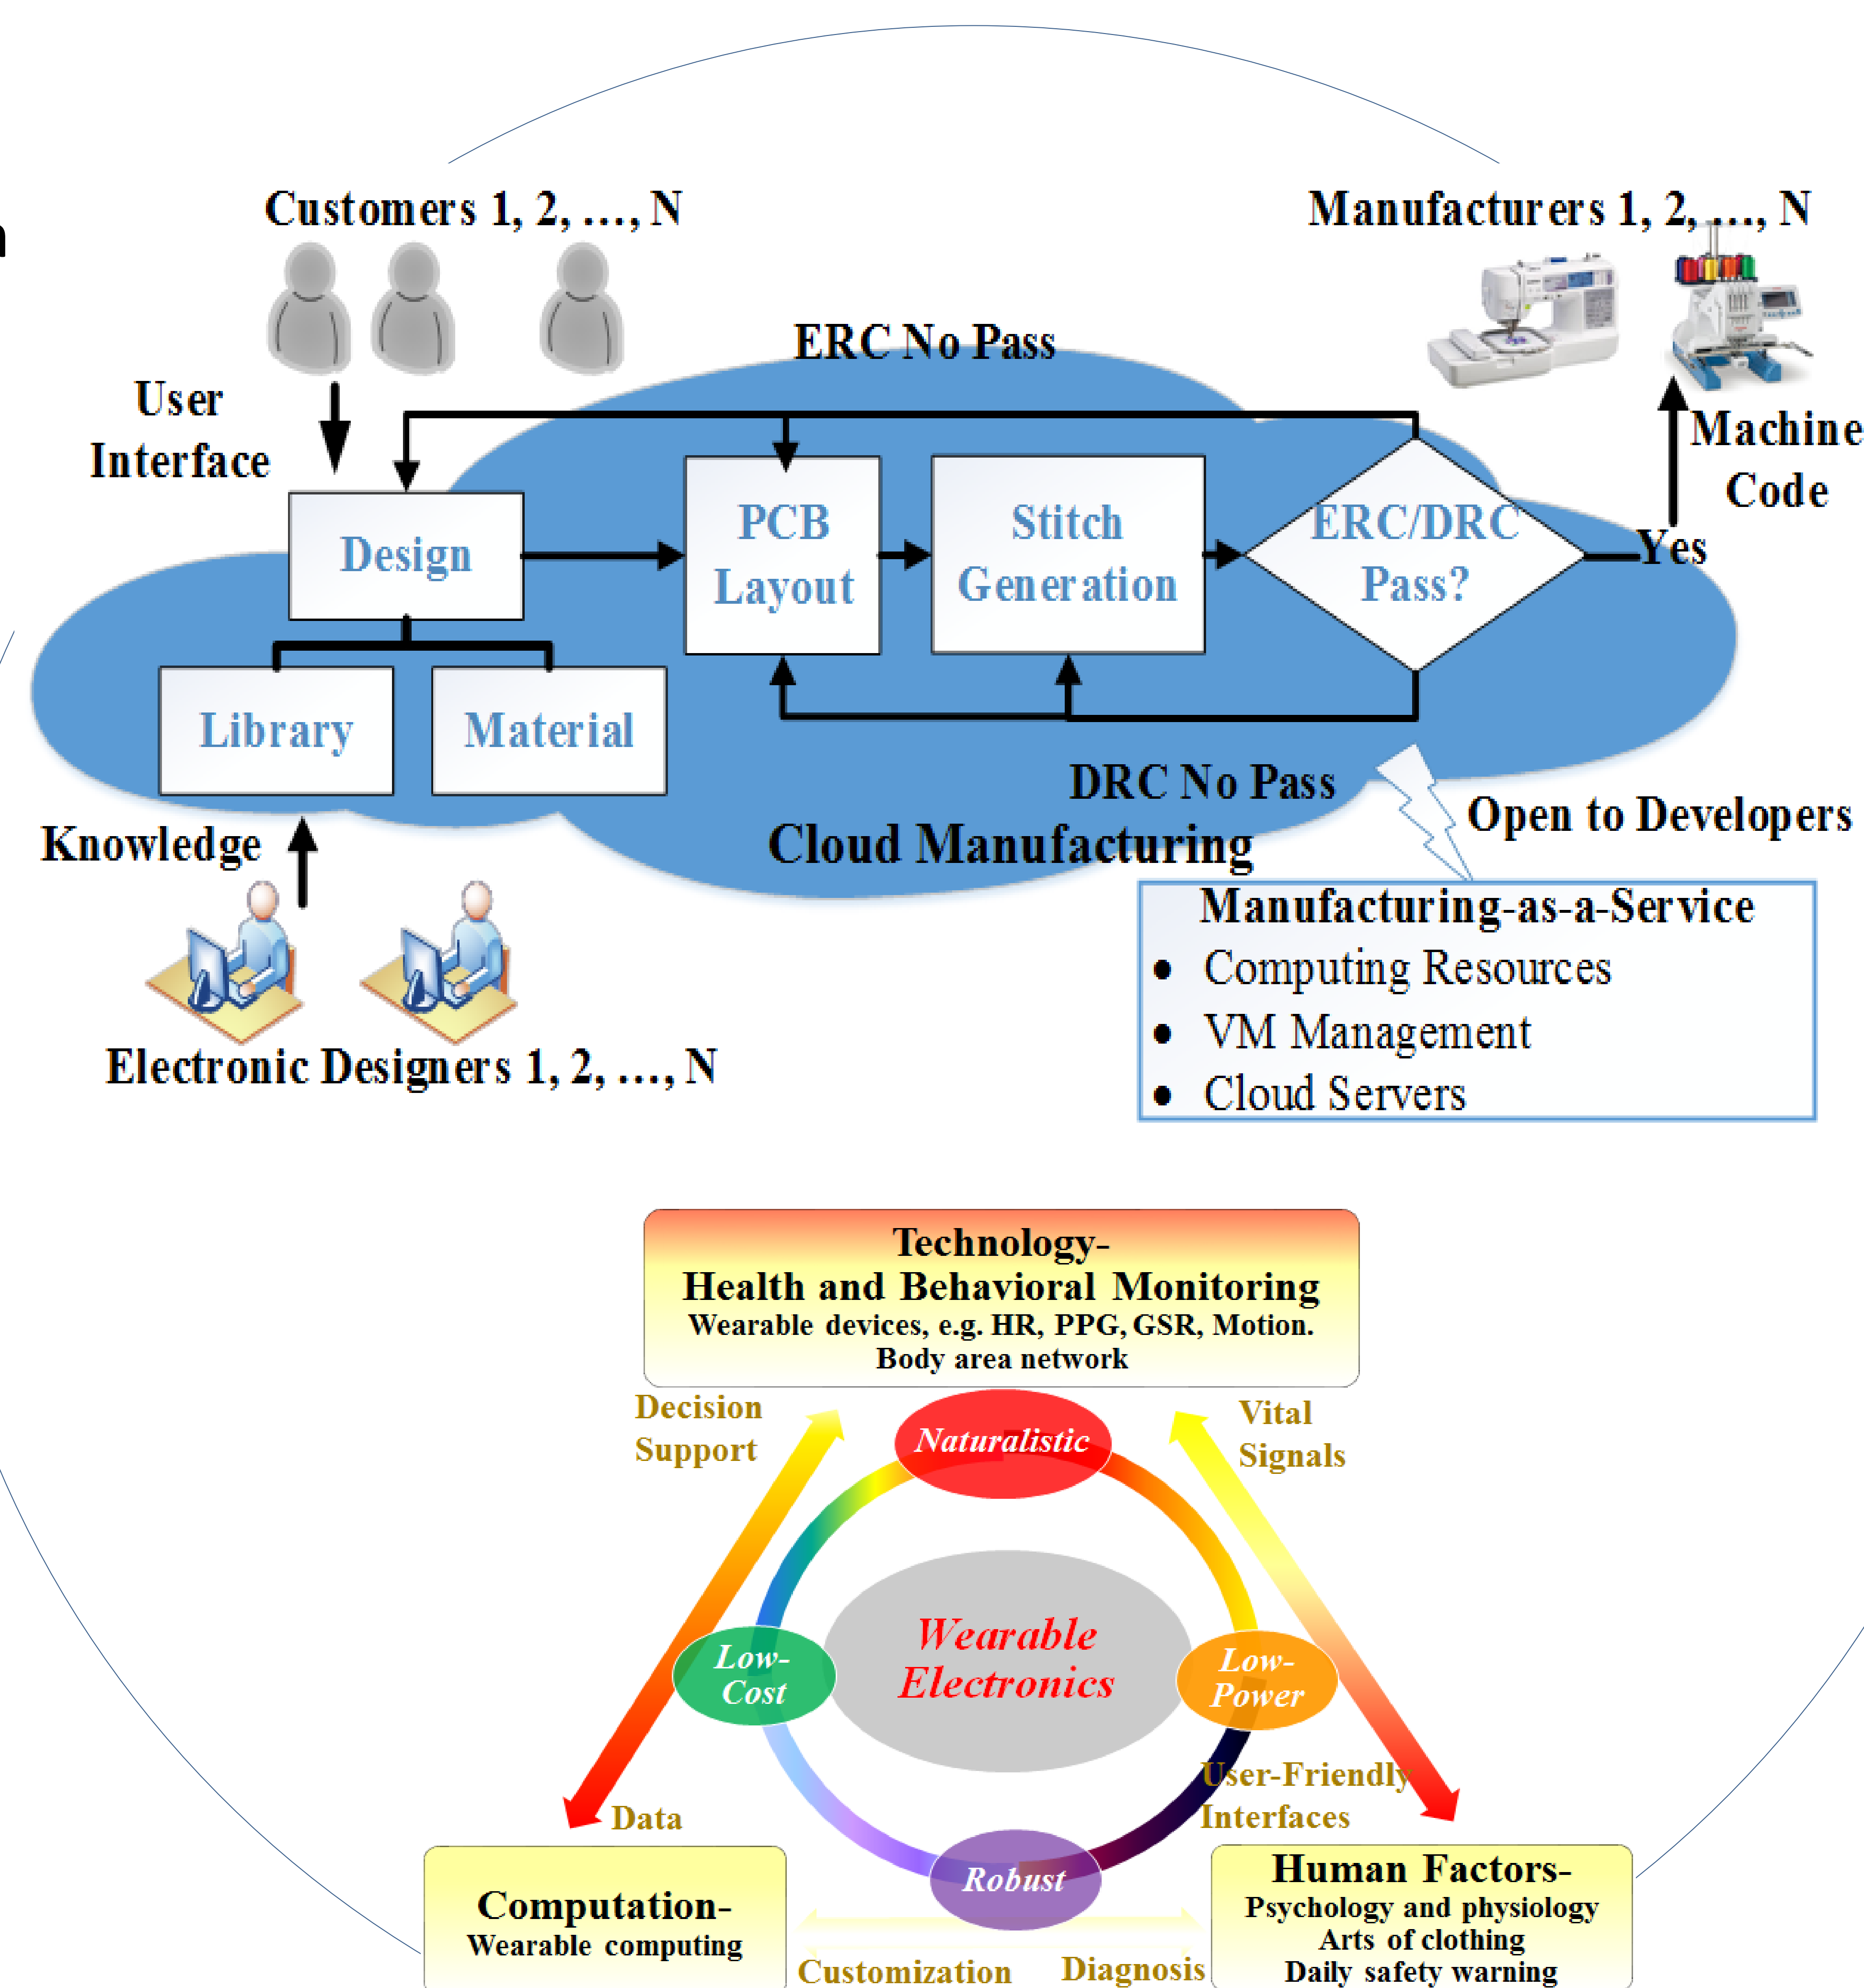 Customers 1, 2, …, N
Manufacturers 1, 2, …, N
User
Interface
ERC No Pass
Machine
Code
Design
PCB
Layout
Stitch
Generation
ERC/DRC
Pass?
Yes
Library
Material
DRC No Pass
Cloud Manufacturing
Open to Developers
Knowledge
Electronic Designers 1, 2, …, N
Manufacturing-as-a-Service
• Computing Resources
• VM Management
• Cloud Servers
Technology-
Health and Behavioral Monitoring
Wearable devices, e.g. HR, PPG, GSR, Motion.
Body area network
Decision
Support
Vital
Signals
Naturalistic
Wearable
Electronics
Low-
Cost
Low-
Power
User-Friendly
Interfaces
Data
Robust
Computation-
Wearable computing
Human Factors-
Psychology and physiology
Arts of clothing
Daily safety warning
Customization
Diagnosis